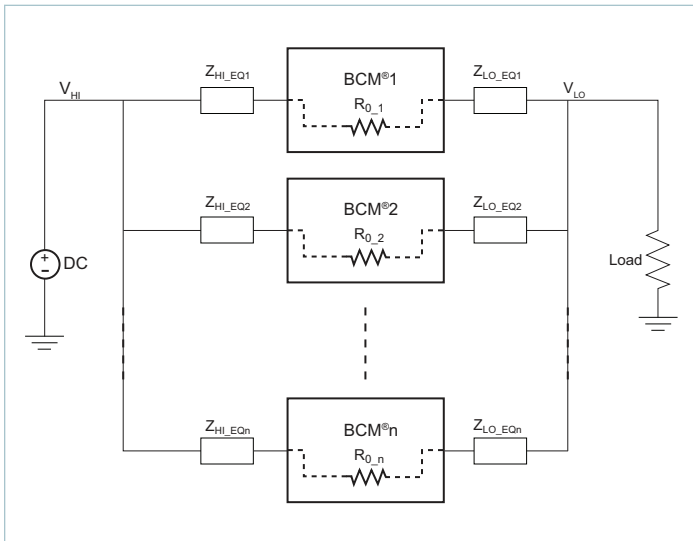 V_HI
Z_HI_EQ1
BCM®1
R_0_1
Z_LO_EQ1
V_LO
Z_HI_EQ2
BCM®2
R_0_2
Z_LO_EQ2
+
-
DC
Load
Z_HI_EQn
BCM®n
R_0_n
Z_LO_EQn